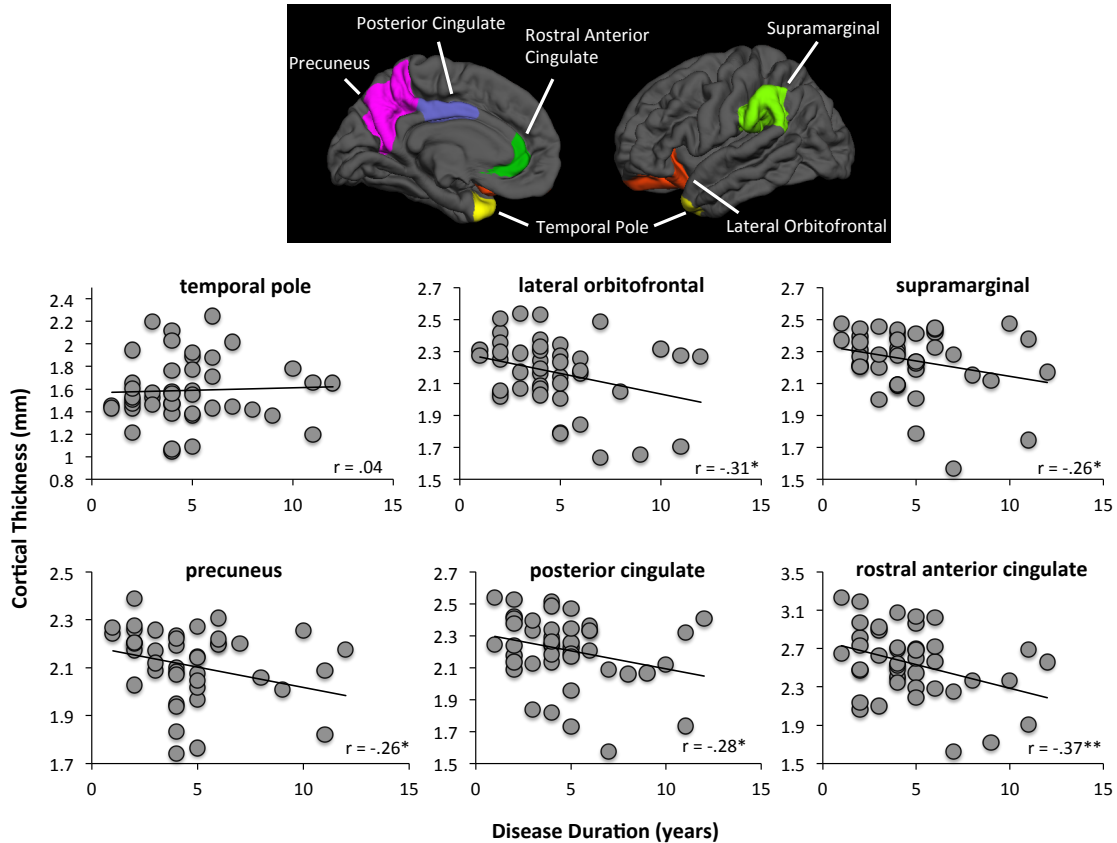 Posterior Cingulate
Rostral Anterior
Cingulate
Supramarginal
Precuneus
Temporal Pole
Lateral Orbitofrontal
Cortical Thickness (mm)
temporal pole
2.4
2.2
2
1.8
1.6
1.4
1.2
1
0.8
r = .04
0 5 10 15
lateral orbitofrontal
2.7
2.5
2.3
2.1
1.9
1.7
1.5
r = -.31*
0 5 10 15
supramarginal
2.7
2.5
2.3
2.1
1.9
1.7
1.5
r = -.26*
0 5 10 15
precuneus
2.5
2.3
2.1
1.9
1.7
r = -.26*
0 5 10 15
posterior cingulate
2.7
2.5
2.3
2.1
1.9
1.7
1.5
r = -.28*
0 5 10 15
rostral anterior cingulate
3.5
3.1
2.7
2.3
1.9
1.5
r = -.37**
0 5 10 15
Disease Duration (years)